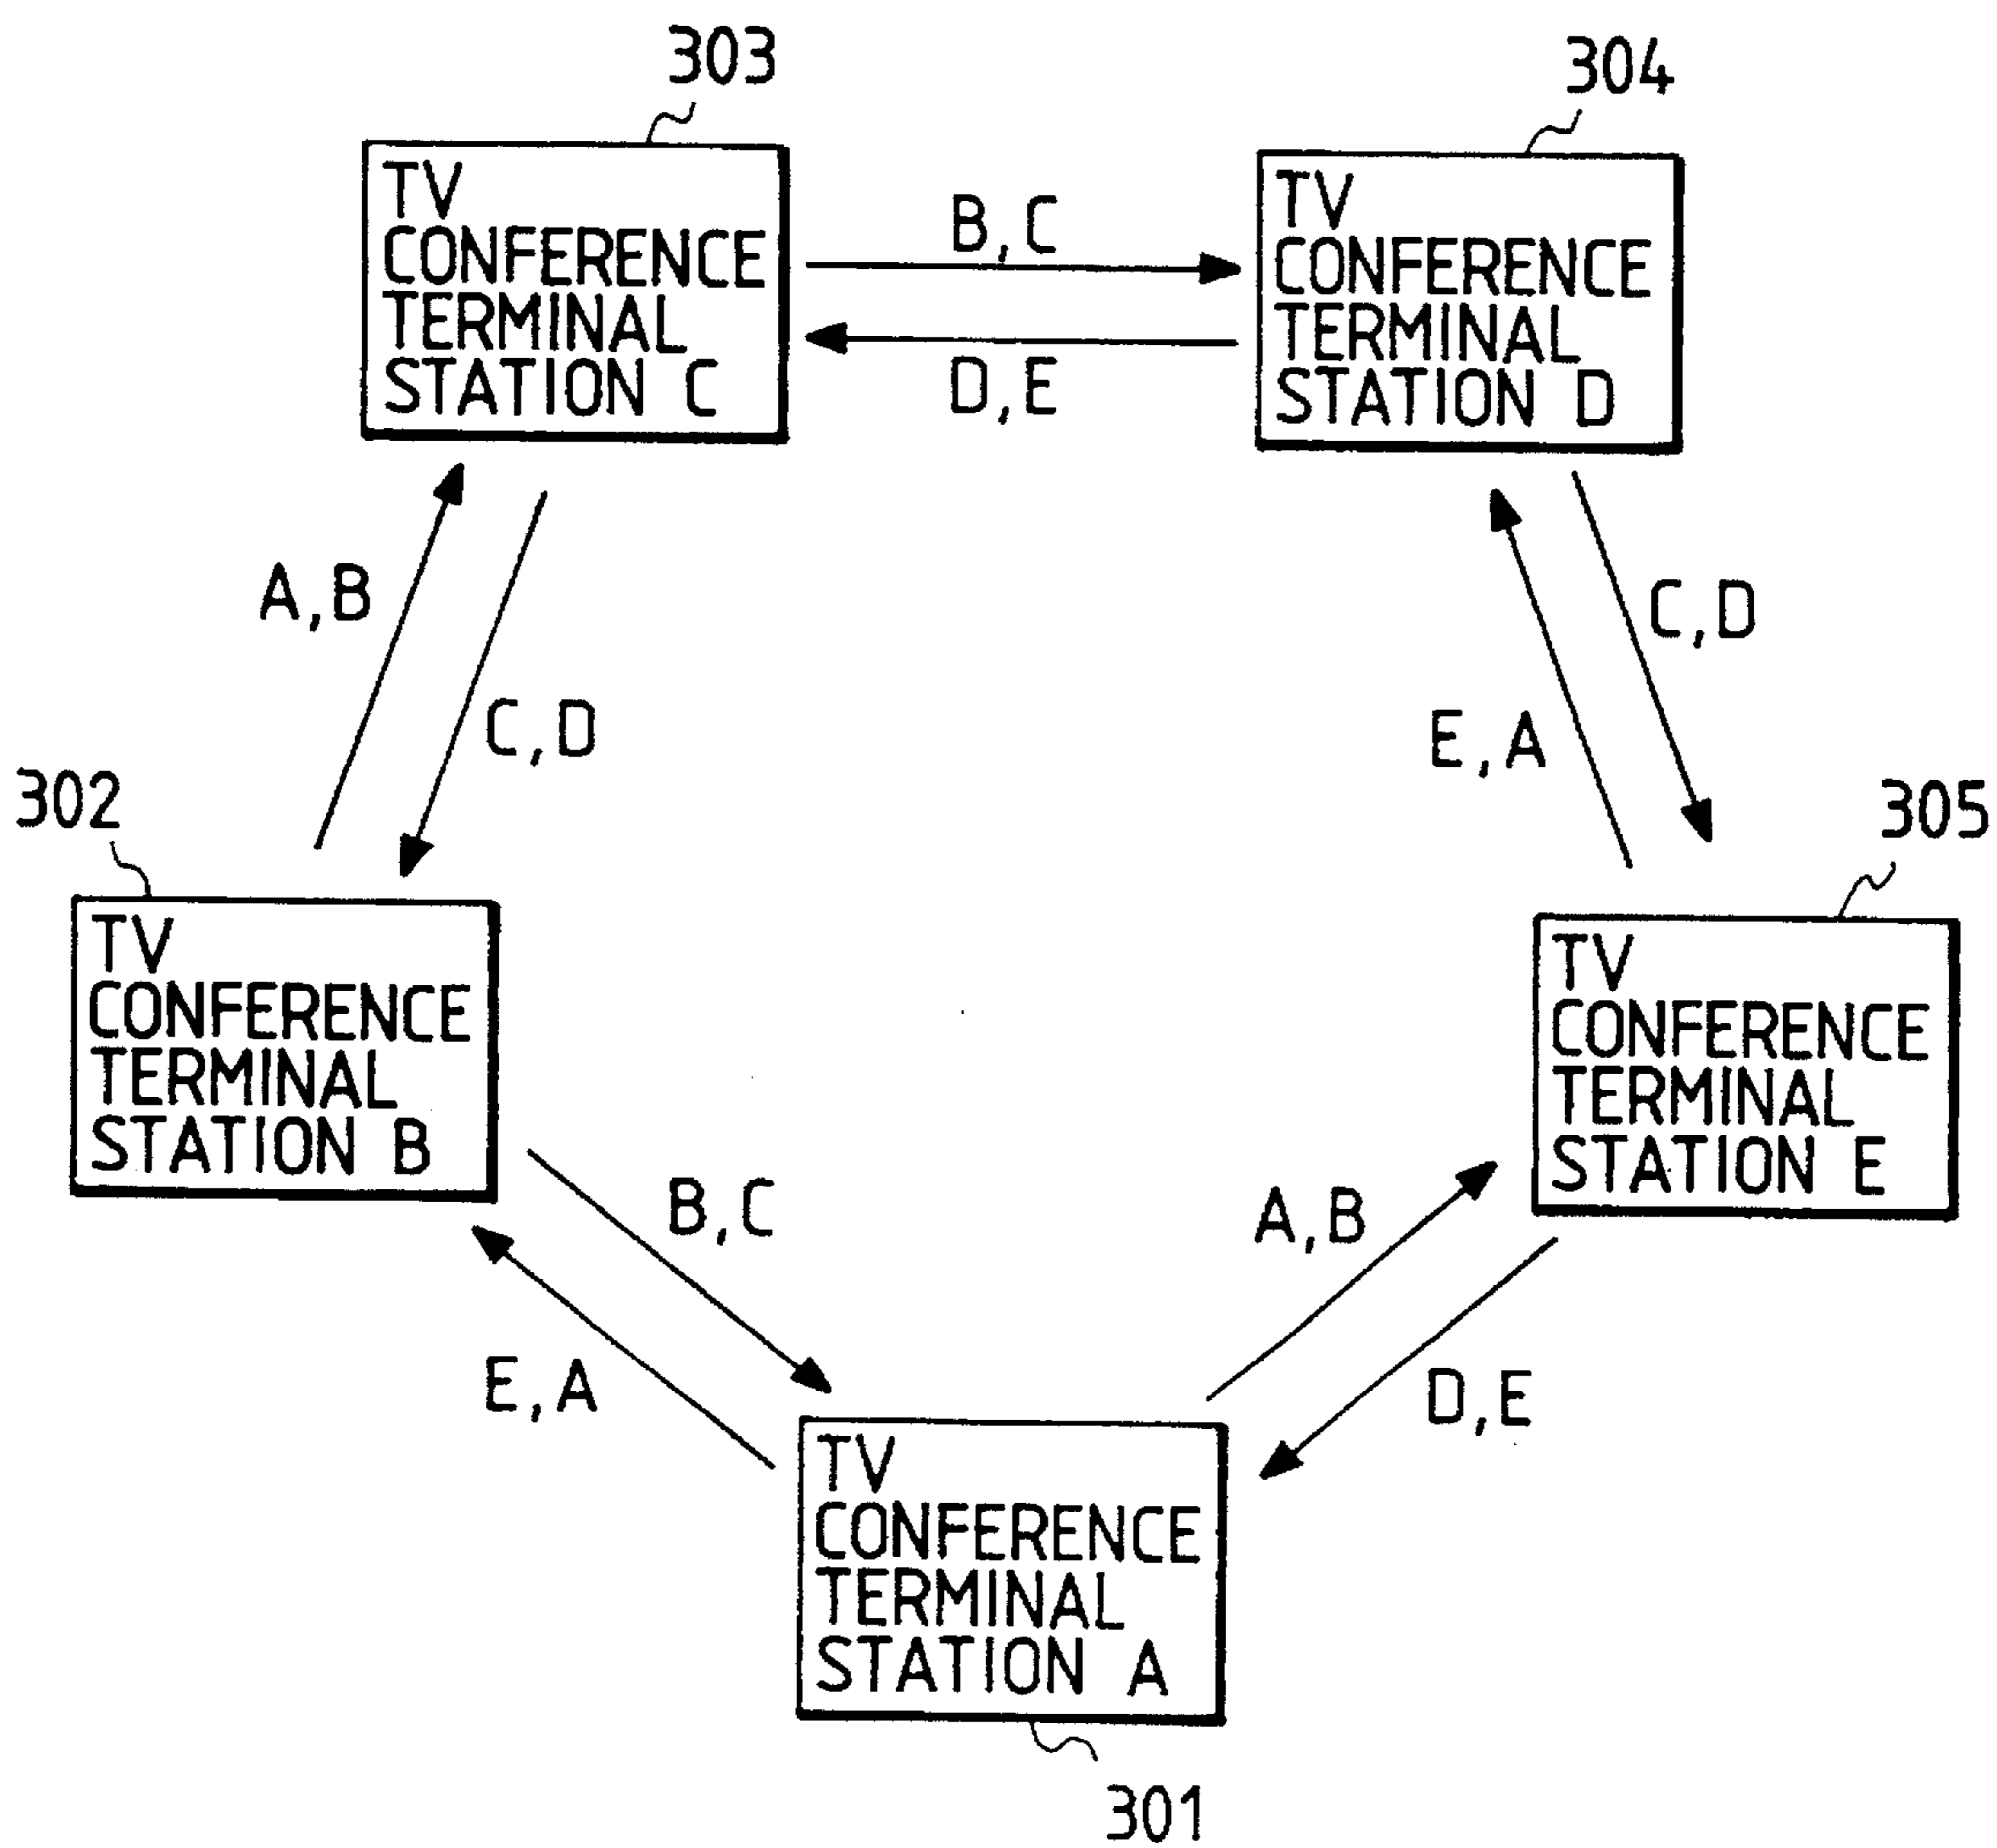 303
304
TV
CONFERENCE
TERMINAL
STATION C
B,C
D,E
TV
CONFERENCE
TERMINAL
STATION D
A,B
C,D
E,A
C,D
302
305
TV
CONFERENCE
TERMINAL
STATION B
TV
CONFERENCE
TERMINAL
STATION E
B,C
E,A
A,B
D,E
TV
CONFERENCE
TERMINAL
STATION A
301